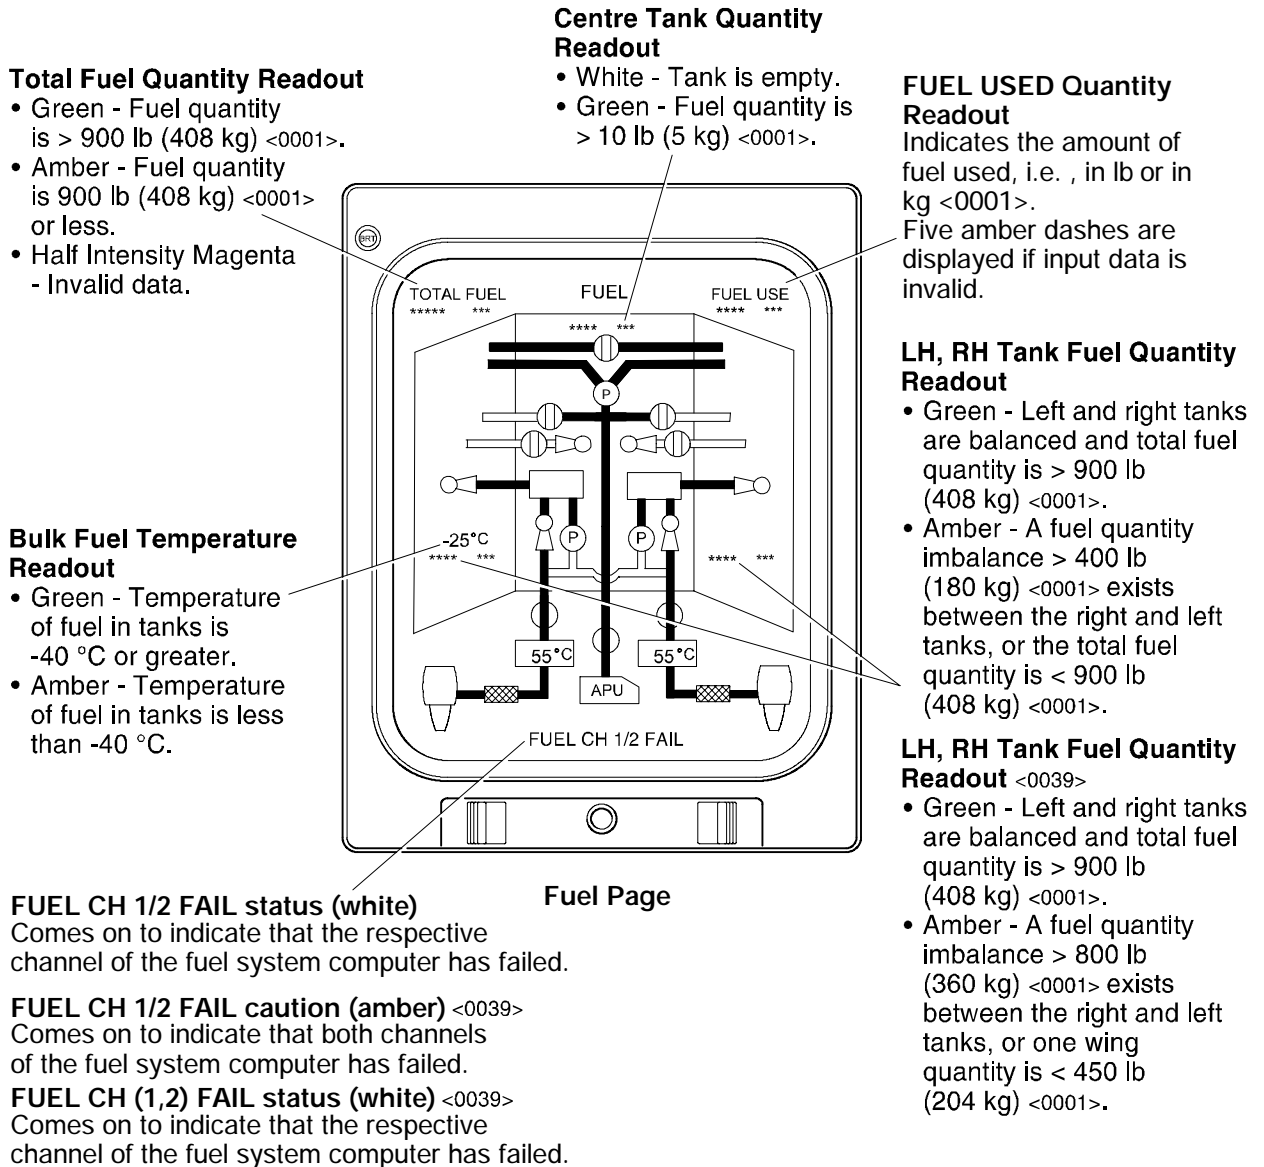 Centre Tank Quantity
Readout
• White - Tank is empty.
• Green - Fuel quantity is
> 10 lb (5 kg) <0001>.
Total Fuel Quantity Readout
• Green - Fuel quantity
is > 900 lb (408 kg) <0001>.
• Amber - Fuel quantity
is 900 lb (408 kg) <0001>
or less.
• Half Intensity Magenta
- Invalid data.
FUEL USED Quantity
Readout
Indicates the amount of
fuel used, i.e. , in lb or in
kg <0001>.
Five amber dashes are
displayed if input data is
invalid.
BRT
TOTAL FUEL
***** ***
FUEL
FUEL USE
**** ***
**** ***
P
P
P
-25°C
**** ***
**** ***
55°C
55°C
APU
FUEL CH 1/2 FAIL
LH, RH Tank Fuel Quantity
Readout
• Green - Left and right tanks
are balanced and total fuel
quantity is > 900 lb
(408 kg) <0001>.
• Amber - A fuel quantity
imbalance > 400 lb
(180 kg) <0001> exists
between the right and left
tanks, or the total fuel
quantity is < 900 lb
(408 kg) <0001>.
Bulk Fuel Temperature
Readout
• Green - Temperature
of fuel in tanks is
-40 °C or greater.
• Amber - Temperature
of fuel in tanks is less
than -40 °C.
LH, RH Tank Fuel Quantity
Readout <0039>
• Green - Left and right tanks
are balanced and total fuel
quantity is > 900 lb
(408 kg) <0001>.
• Amber - A fuel quantity
imbalance > 800 lb
(360 kg) <0001> exists
between the right and left
tanks, or one wing
quantity is < 450 lb
(204 kg) <0001>.
Fuel Page
FUEL CH 1/2 FAIL status (white)
Comes on to indicate that the respective
channel of the fuel system computer has failed.
FUEL CH 1/2 FAIL caution (amber) <0039>
Comes on to indicate that both channels
of the fuel system computer has failed.
FUEL CH (1,2) FAIL status (white) <0039>
Comes on to indicate that the respective
channel of the fuel system computer has failed.